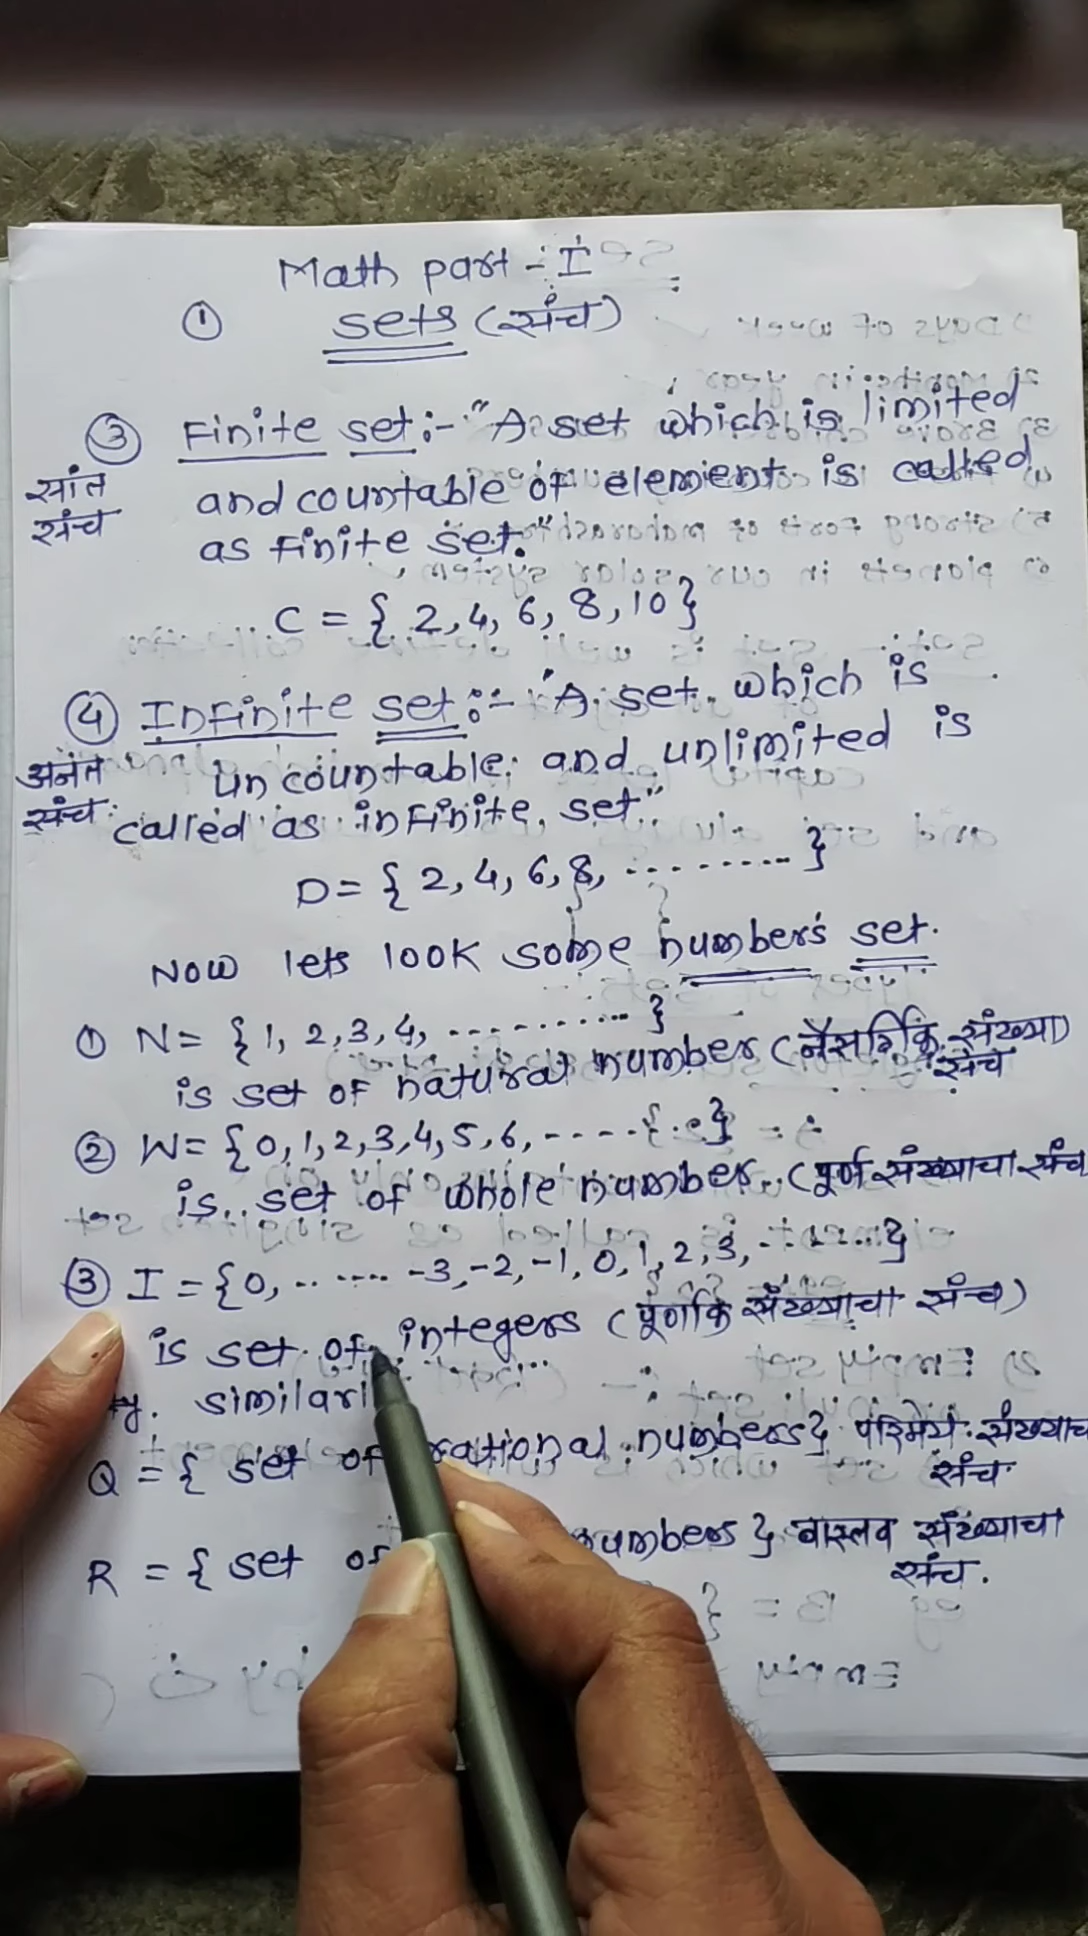 Math part - I
① sets (संच)
③ Finite set :- "A set which is limited
सांत संच and countable of element is called
as finite set."
C = { 2, 4, 6, 8, 10 }
④ Infinite set :- "A set which is
अनंत संच uncountable and unlimited is
called as infinite set."
D = { 2, 4, 6, 8, .......... }
Now lets look some numbers set.
① N = { 1, 2, 3, 4, ........... }
is set of natural number (नैसर्गिक संख्या संच
② W = {0, 1, 2, 3, 4, 5, 6, ---- }
is set of whole number. (पूर्ण संख्याचा संच
③ I = {0, ....... -3, -2, -1, 0, 1, 2, 3, ........}
is set of integers (पूर्णांक संख्याचा संच)
similarl
Q = { set of rational numbers } परिमेय संख्याच
संच
R = { set of numbers } वास्तव संख्याचा
संच.